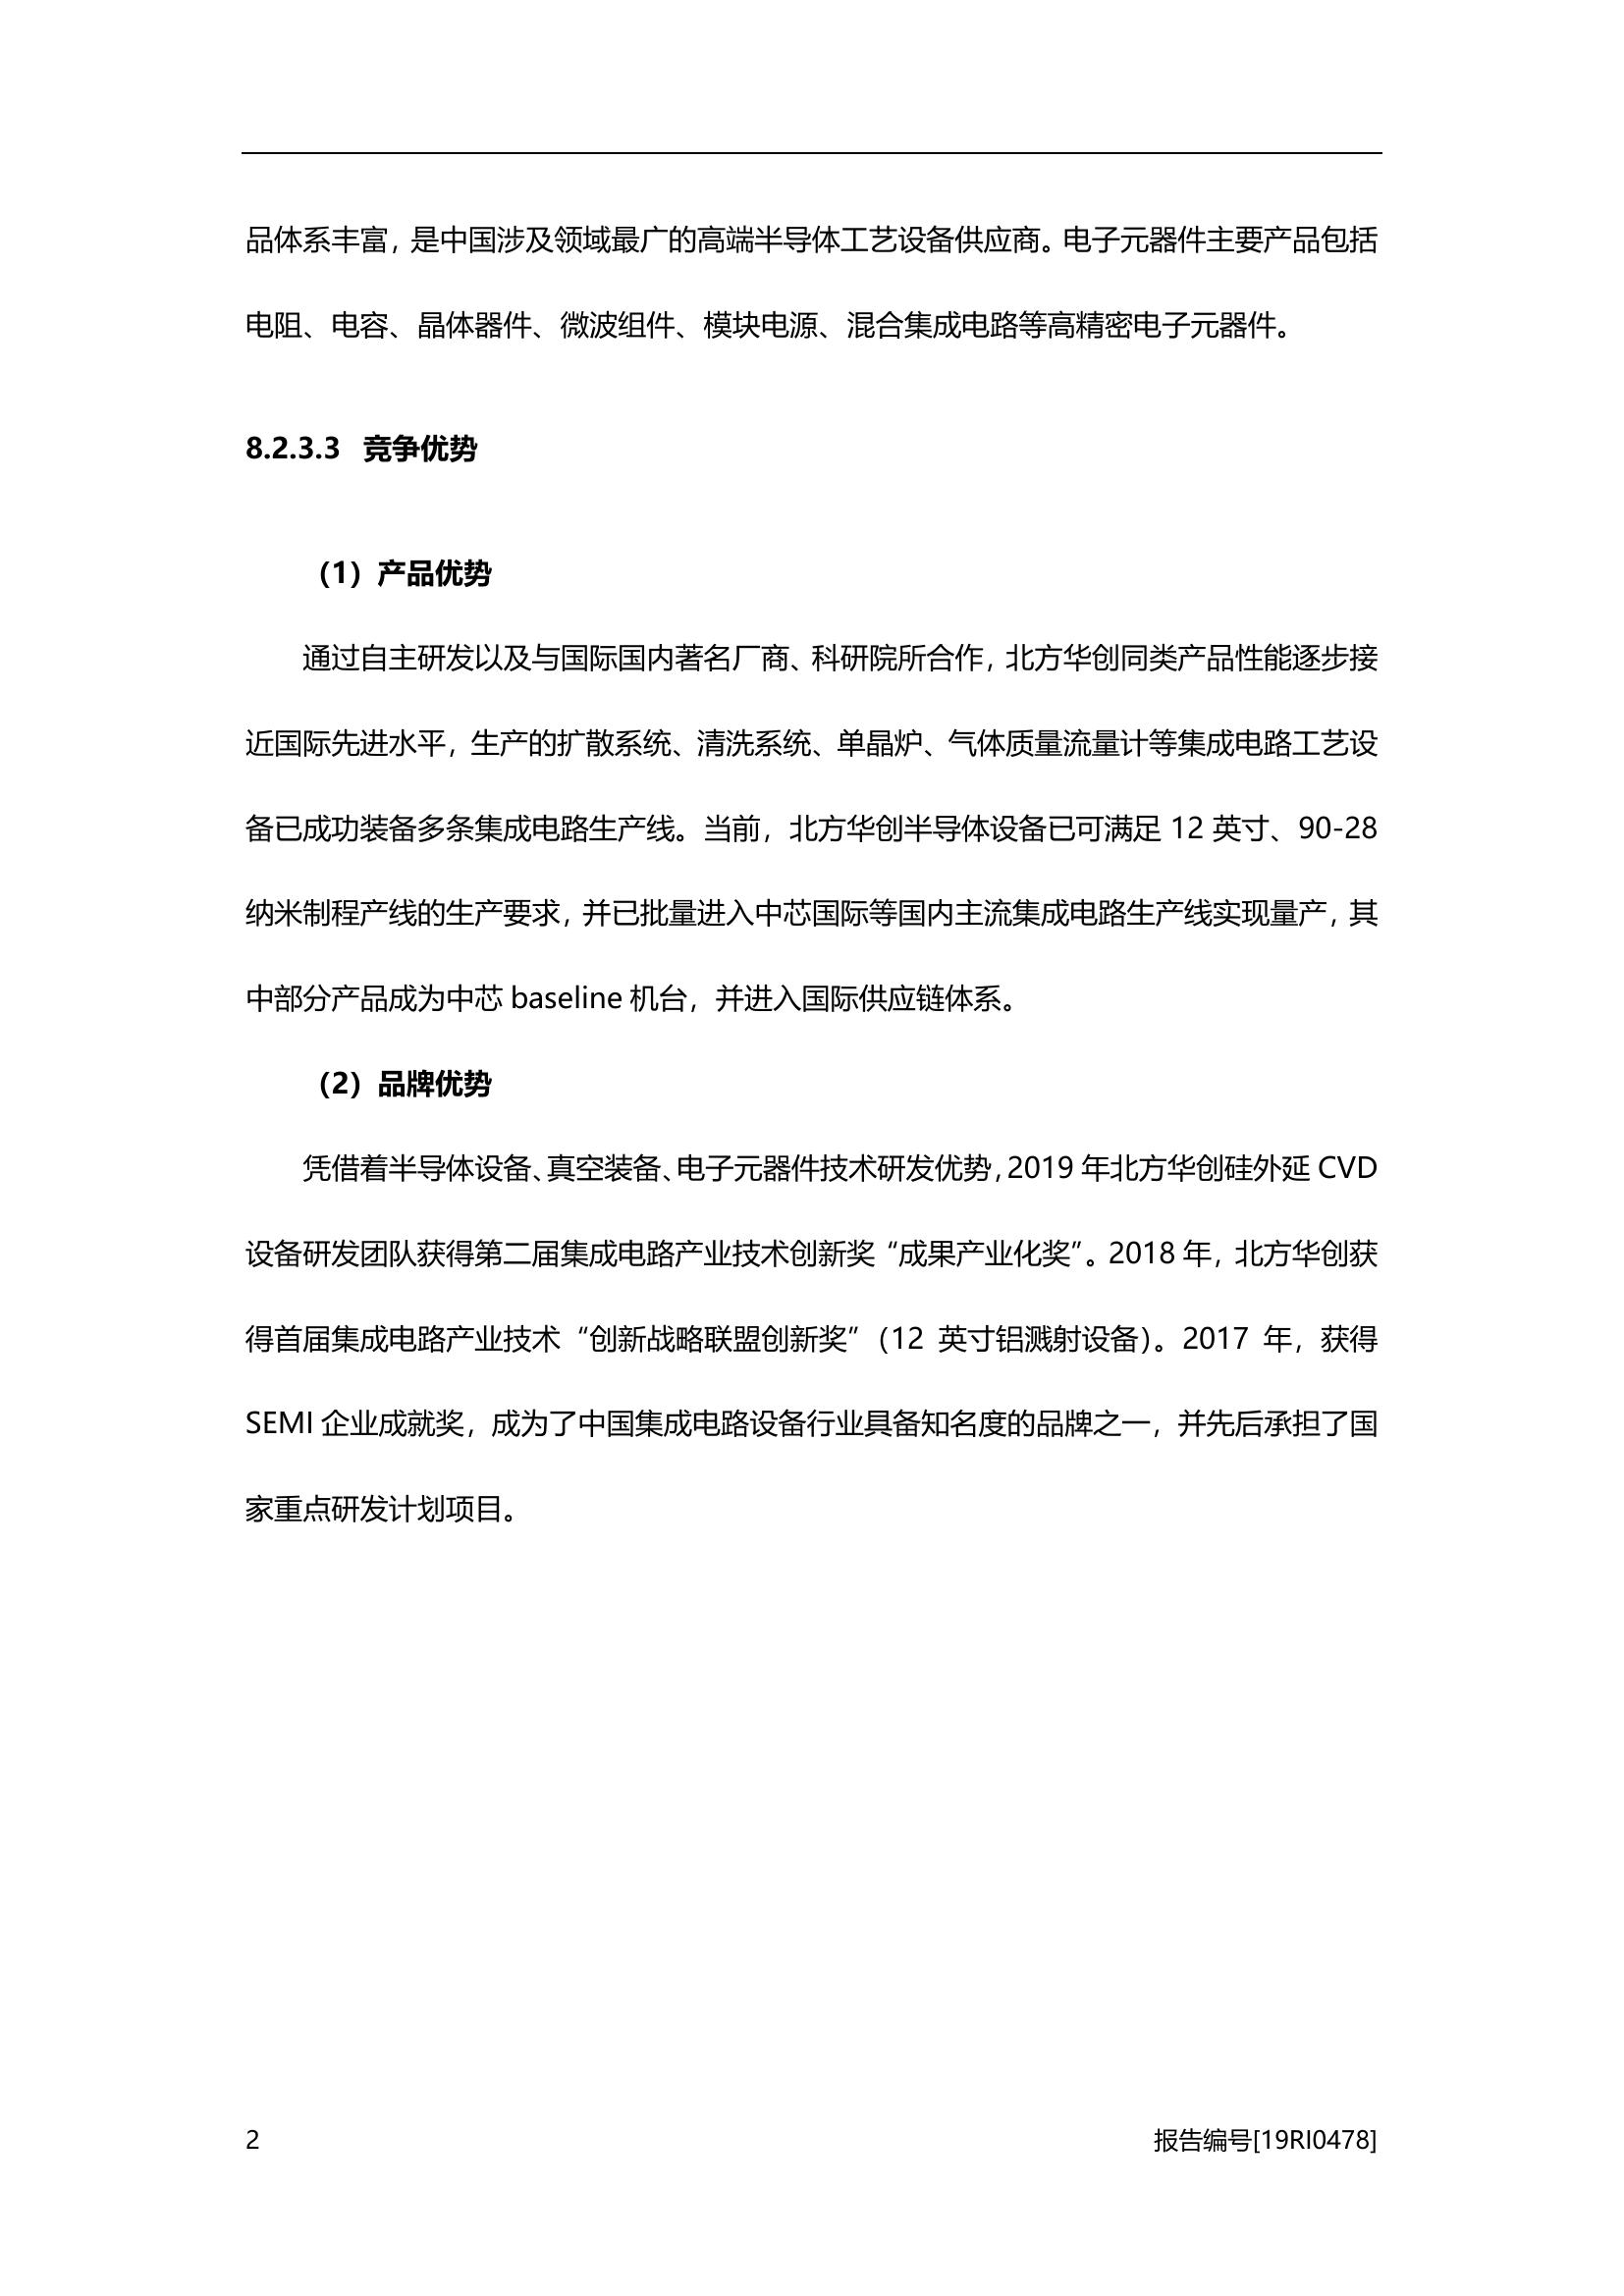 品体系丰富，是中国涉及领域最广的高端半导体工艺设备供应商。电子元器件主要产品包括
电阻、电容、晶体器件、微波组件、模块电源、混合集成电路等高精密电子元器件。
8.2.3.3 竞争优势
（1）产品优势
通过自主研发以及与国际国内著名厂商、科研院所合作，北方华创同类产品性能逐步接
近国际先进水平，生产的扩散系统、清洗系统、单晶炉、气体质量流量计等集成电路工艺设
备已成功装备多条集成电路生产线。当前，北方华创半导体设备已可满足 12 英寸、90-28
纳米制程产线的生产要求，并已批量进入中芯国际等国内主流集成电路生产线实现量产，其
中部分产品成为中芯 baseline 机台，并进入国际供应链体系。
（2）品牌优势
凭借着半导体设备、真空装备、电子元器件技术研发优势，2019 年北方华创硅外延 CVD
设备研发团队获得第二届集成电路产业技术创新奖“成果产业化奖”。2018 年，北方华创获
得首届集成电路产业技术“创新战略联盟创新奖”（12 英寸铝溅射设备）。2017 年，获得
SEMI 企业成就奖，成为了中国集成电路设备行业具备知名度的品牌之一，并先后承担了国
家重点研发计划项目。
2 报告编号[19RI0478]